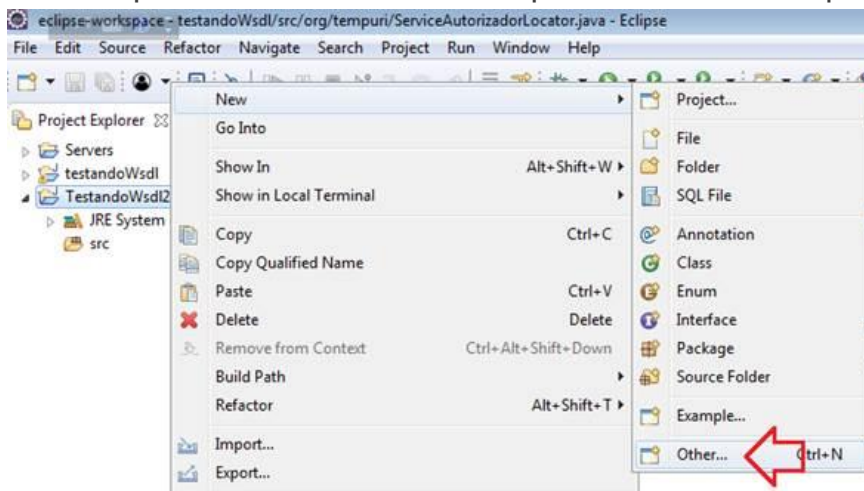 eclipse-workspace - testandoWsdl/src/org/tempuri/ServiceAutorizadorLocator.java - Eclipse
File Edit Source Refactor Navigate Search Project Run Window Help
New
Project...
Project Explorer
Go Into
File
Servers
Show In Alt+Shift+W
Folder
testandoWsdl
Show in Local Terminal
SQL File
TestandoWsdl2
JRE System
Copy Ctrl+C
Annotation
src
Copy Qualified Name
Class
Paste Ctrl+V
Enum
Delete Delete
Interface
Remove from Context Ctrl+Alt+Shift+Down
Package
Build Path
Source Folder
Refactor Alt+Shift+T
Example...
Import...
Other... Ctrl+N
Export...